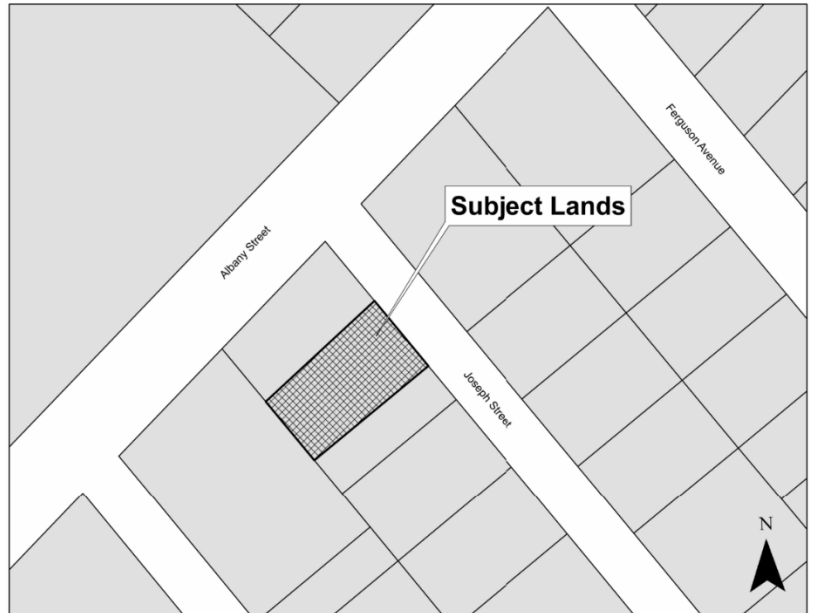 Ferguson Avenue
Subject Lands
Albany Street
Joseph Street
N